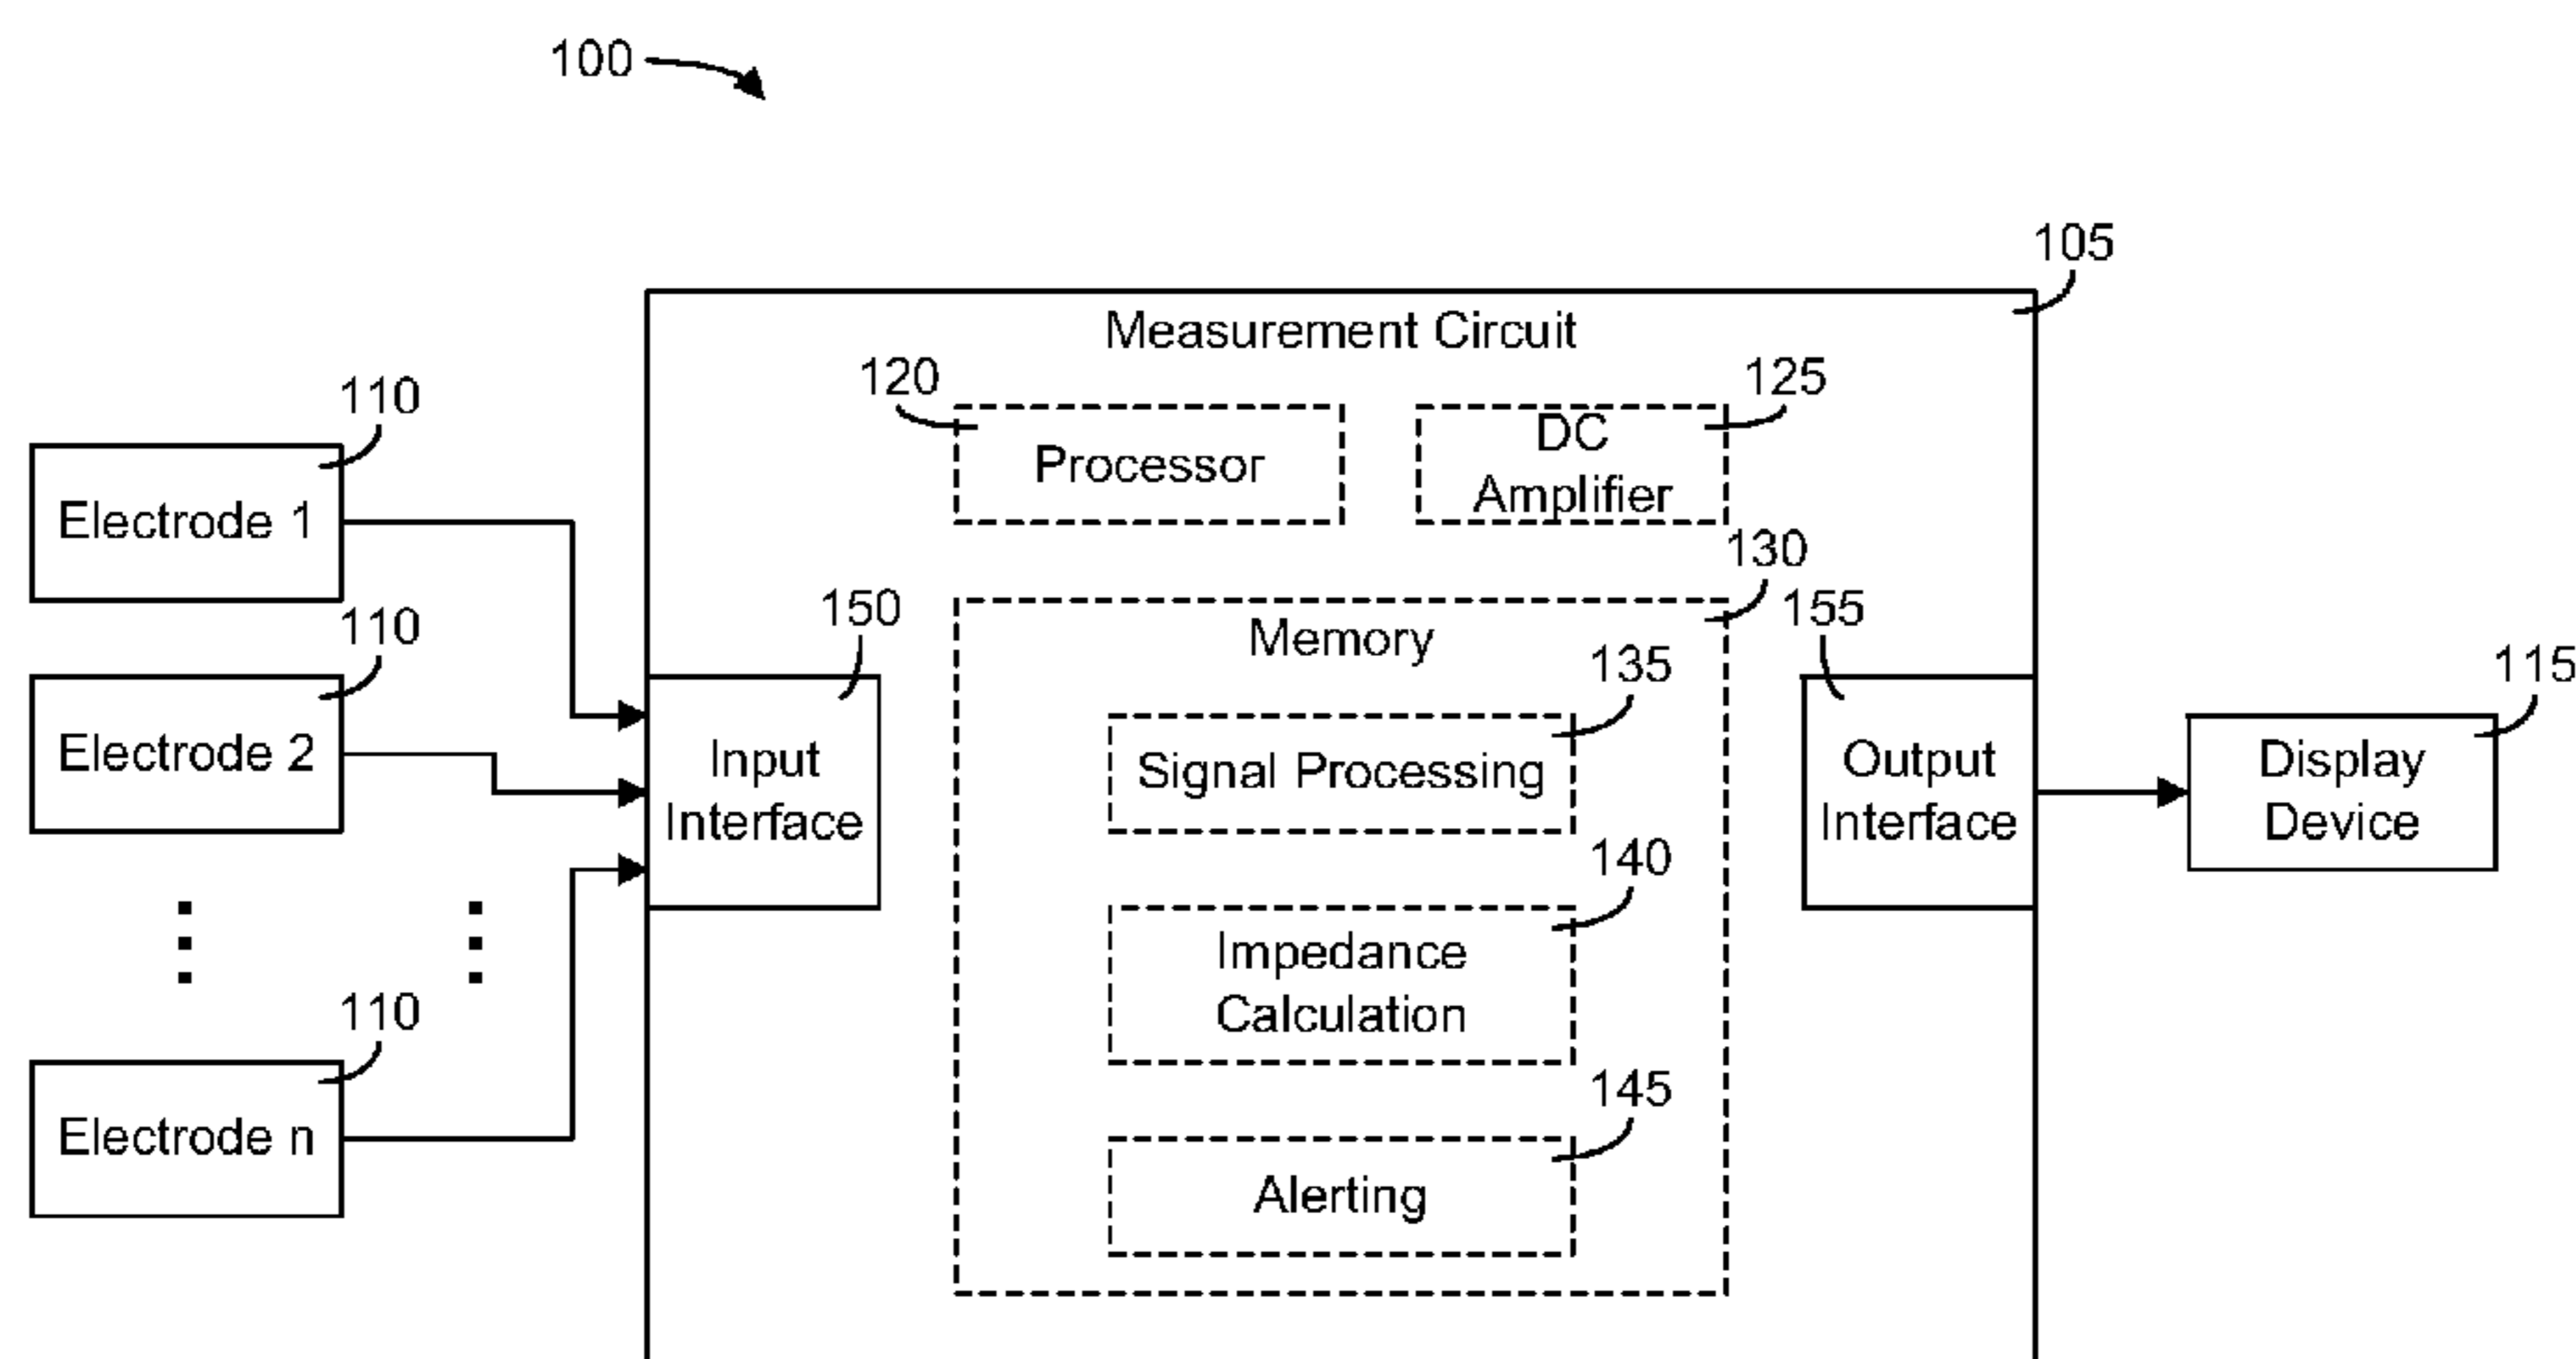 100
105
Measurement Circuit
120
125
110
DC
Processor
Amplifier
Electrode 1
130
110
150
155
Memory
135
115
Electrode 2
Signal Processing
Input
Interface
Output
Interface
Display
Device
140
Impedance
Calculation
110
145
Electrode n
Alerting